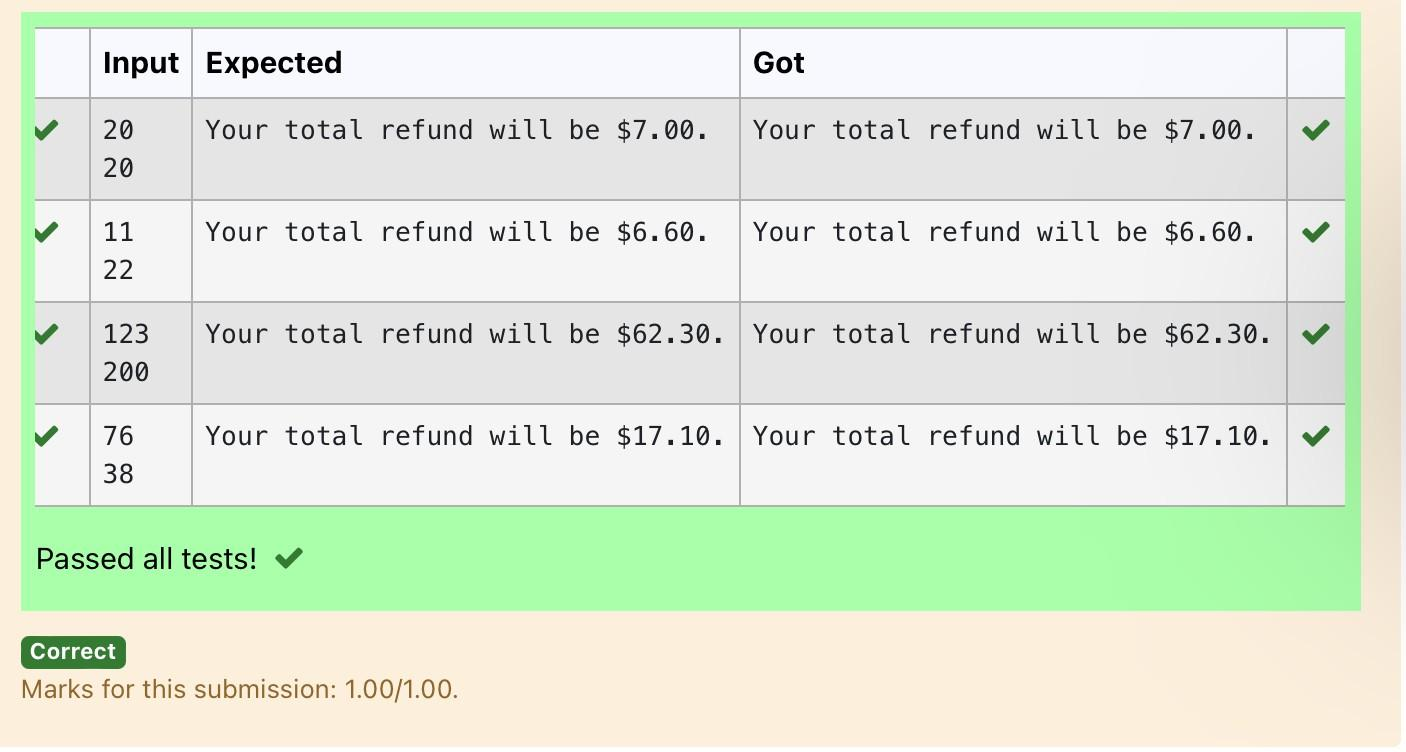 Input Expected Got
20 Your total refund will be $7.00. Your total refund will be $7.00.
20
11 Your total refund will be $6.60. Your total refund will be $6.60.
22
123 Your total refund will be $62.30. Your total refund will be $62.30.
200
76 Your total refund will be $17.10. Your total refund will be $17.10.
38
Passed all tests!
Correct
Marks for this submission: 1.00/1.00.